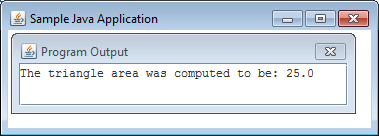 Sample Java Application
Program Output
The triangle area was computed to be: 25.0